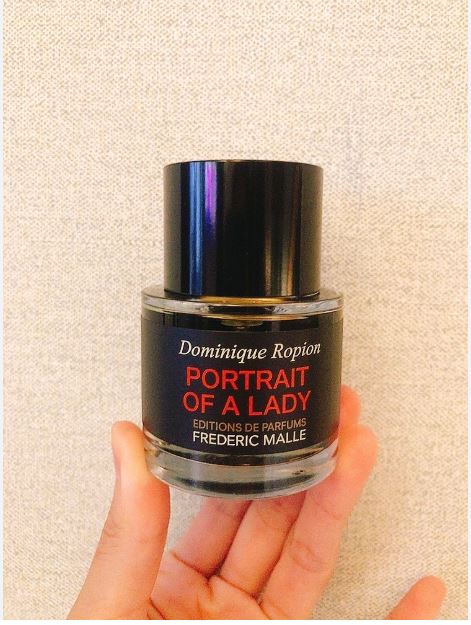 Dominique Ropion
PORTRAIT
OF A LADY
EDITIONS DE PARFUMS
FREDERIC MALLE